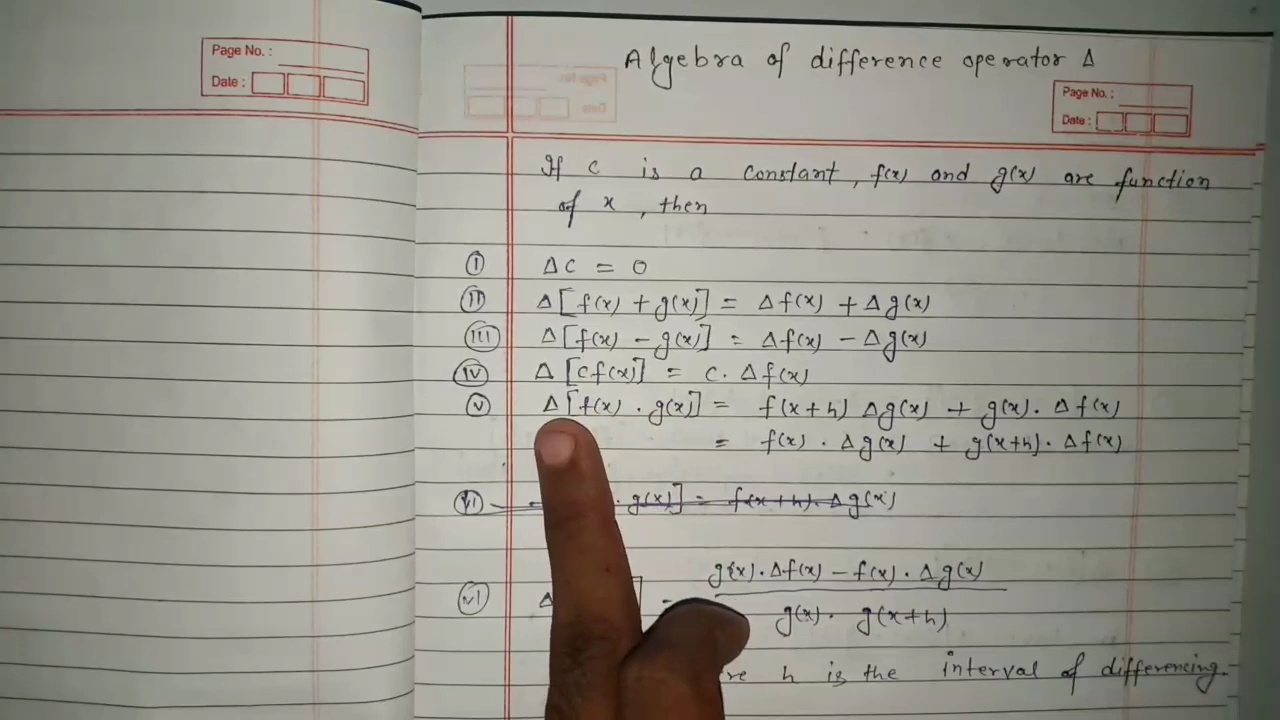 Page No. :
Date :
Algebra of difference operator Δ
Page No. :
Date :
If c is a constant, f(x) and g(x) are function
of x, then
(I) Δc = 0
(II) Δ[f(x) + g(x)] = Δf(x) + Δg(x)
(III) Δ[f(x) - g(x)] = Δf(x) - Δg(x)
(IV) Δ[cf(x)] = c. Δf(x)
(V) Δ[f(x) . g(x)] = f(x+h) Δg(x) + g(x). Δf(x)
= f(x) . Δg(x) + g(x+h). Δf(x)
(VI) . g(x)] = f(x+h). Δg(x)
g(x). Δf(x) - f(x). Δg(x)
(VI) Δ =
g(x). g(x+h)
h is the interval of differencing.